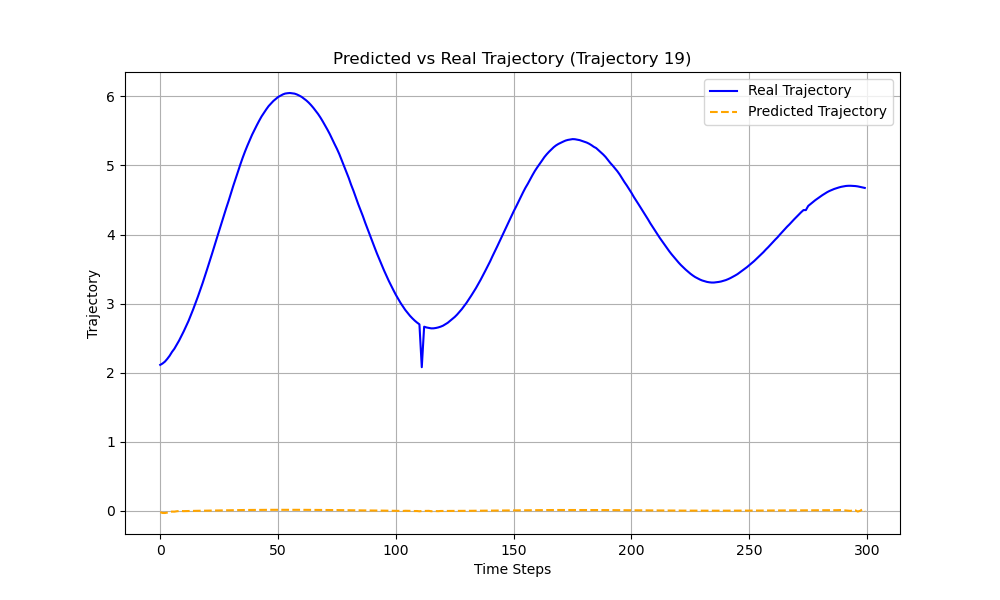 Predicted vs Real Trajectory (Trajectory 19)
Real Trajectory
Predicted Trajectory
Trajectory
6
5
4
3
2
1
0
0 50 100 150 200 250 300
Time Steps